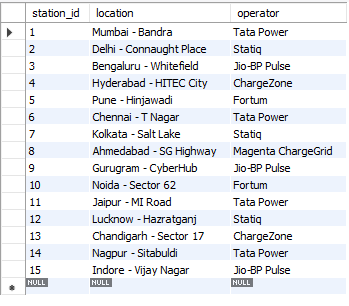 station_id location operator
1 Mumbai - Bandra Tata Power
2 Delhi - Connaught Place Statiq
3 Bengaluru - Whitefield Jio-BP Pulse
4 Hyderabad - HITEC City ChargeZone
5 Pune - Hinjawadi Fortum
6 Chennai - T Nagar Tata Power
7 Kolkata - Salt Lake Statiq
8 Ahmedabad - SG Highway Magenta ChargeGrid
9 Gurugram - CyberHub Jio-BP Pulse
10 Noida - Sector 62 Fortum
11 Jaipur - MI Road Tata Power
12 Lucknow - Hazratganj Statiq
13 Chandigarh - Sector 17 ChargeZone
14 Nagpur - Sitabuldi Tata Power
15 Indore - Vijay Nagar Jio-BP Pulse
NULL NULL NULL